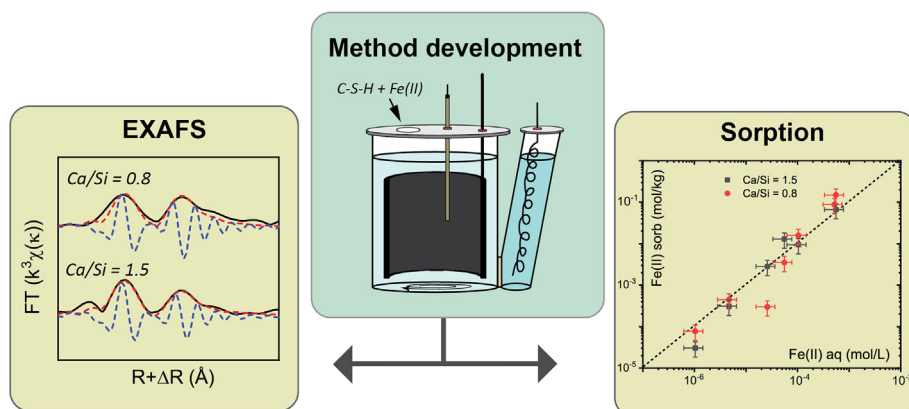 Method development
C-S-H + Fe(II)
EXAFS
Ca/Si = 0.8
Ca/Si = 1.5
FT (k³χ(κ))
R+ΔR (Å)
Sorption
Ca/Si = 1.5
Ca/Si = 0.8
Fe(II) sorb (mol/kg)
10⁻¹
10⁻³
10⁻⁵
Fe(II) aq (mol/L)
10⁻⁶
10⁻⁴